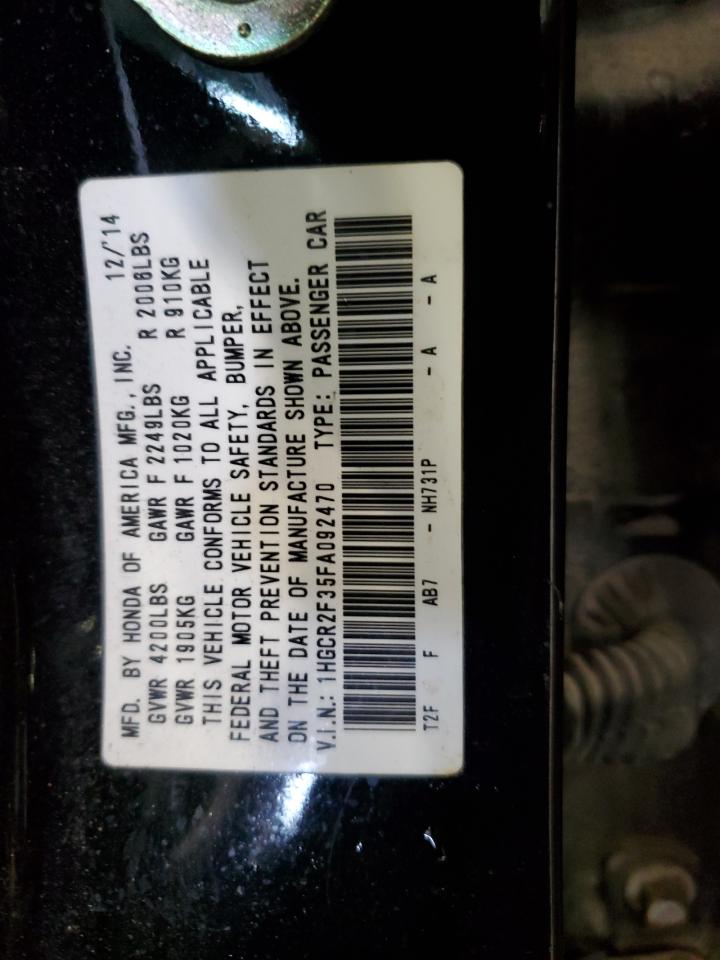 MFD. BY HONDA OF AMERICA MFG., INC. 12/'14
GVWR 4200LBS GAWR F 2249LBS R 2006LBS
GVWR 1905KG GAWR F 1020KG R 910KG
THIS VEHICLE CONFORMS TO ALL APPLICABLE
FEDERAL MOTOR VEHICLE SAFETY, BUMPER,
AND THEFT PREVENTION STANDARDS IN EFFECT
ON THE DATE OF MANUFACTURE SHOWN ABOVE.
V.I.N.: 1HGCR2F35FA092470 TYPE: PASSENGER CAR
T2F F AB7 - NH731P - A - A